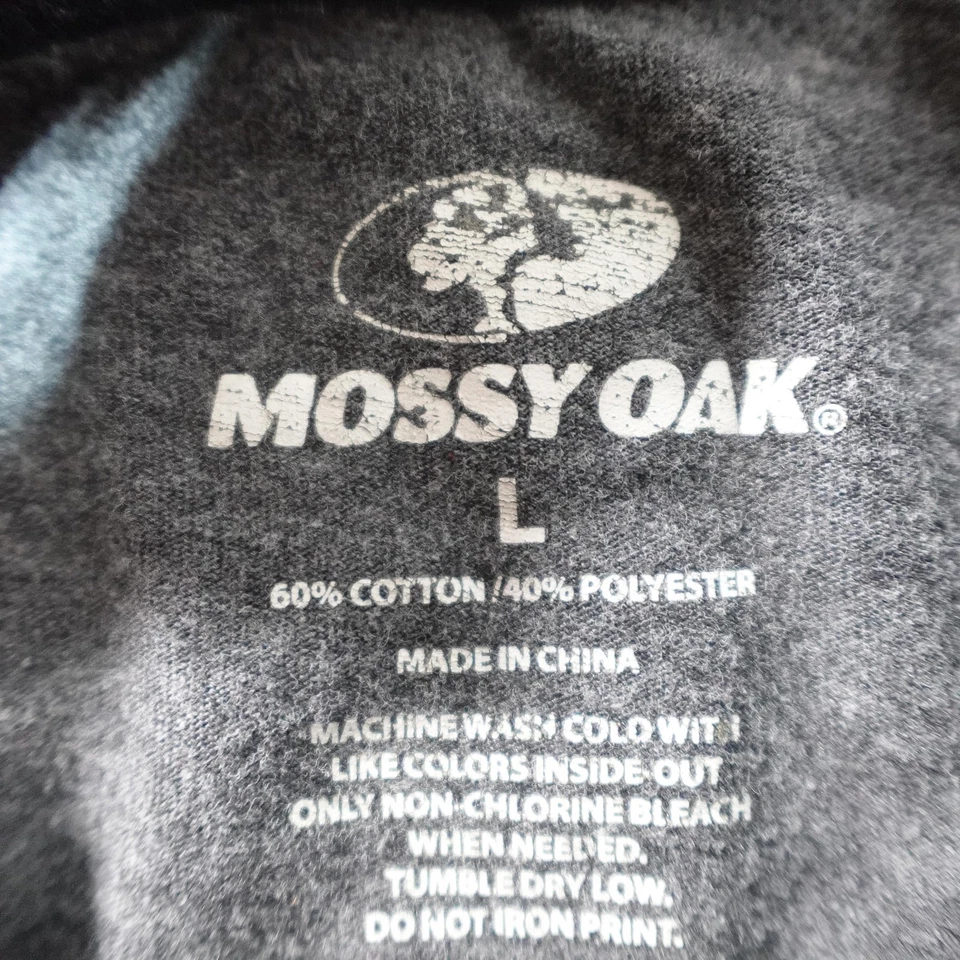 MOSSY OAK®
L
60% COTTON/40% POLYESTER
MADE IN CHINA
MACHINE WASH COLD WITH
LIKE COLORS INSIDE-OUT
ONLY NON-CHLORINE BLEACH
WHEN NEEDED.
TUMBLE DRY LOW.
DO NOT IRON PRINT.